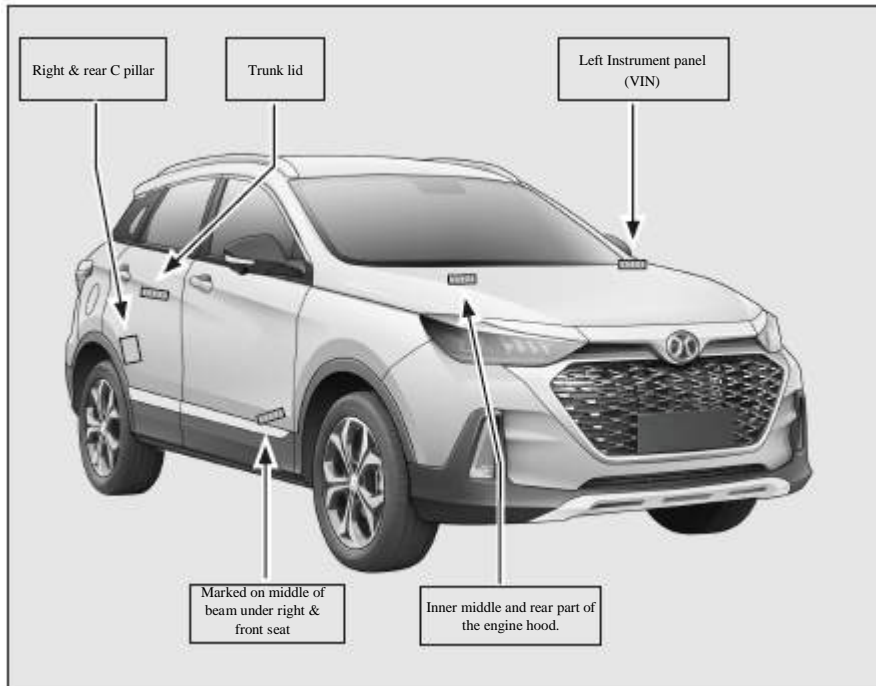 Right & rear C pillar
Trunk lid
Left Instrument panel
(VIN)
Marked on middle of
beam under right &
front seat
Inner middle and rear part of
the engine hood.